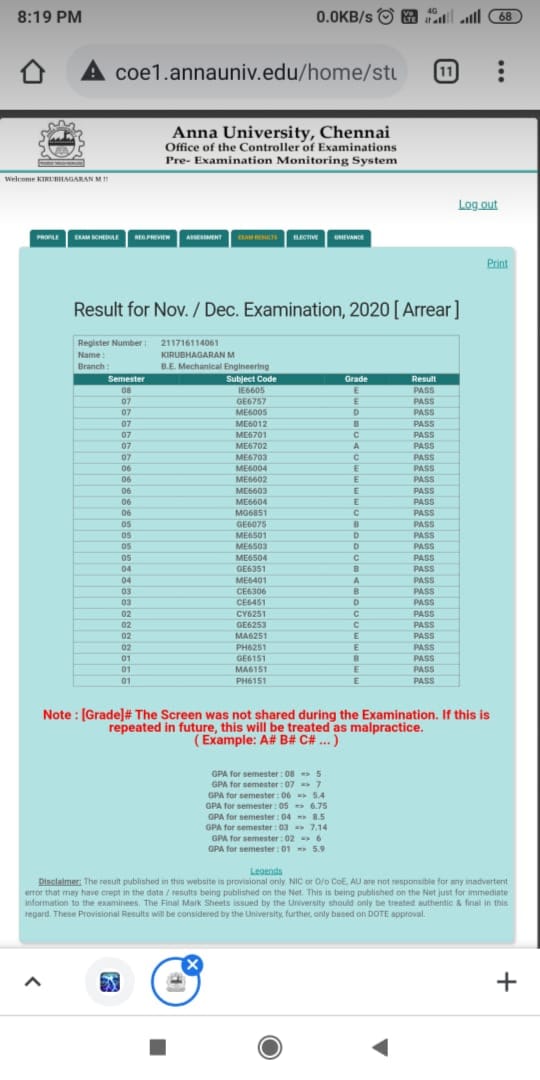 8:19 PM
0.0KB/s Vo LTE 4G 68
coe1.annauniv.edu/home/stu
11
Anna University, Chennai
Office of the Controller of Examinations
Pre- Examination Monitoring System
Welcome KIRUBHAGARAN M !!
Log out
PROFILE EXAM SCHEDULE REG.PREVIEW ASSESSMENT EXAM RESULTS ELECTIVE GRIEVANCE
Print
Result for Nov. / Dec. Examination, 2020 [ Arrear ]
Register Number : 211716114061
Name : KIRUBHAGARAN M
Branch : B.E. Mechanical Engineering
Semester Subject Code Grade Result
08 IE6605 E PASS
07 GE6757 E PASS
07 ME6005 D PASS
07 ME6012 B PASS
07 ME6701 C PASS
07 ME6702 A PASS
07 ME6703 C PASS
06 ME6004 E PASS
06 ME6602 E PASS
06 ME6603 E PASS
06 ME6604 E PASS
06 MG6851 C PASS
05 GE6075 B PASS
05 ME6501 D PASS
05 ME6503 D PASS
05 ME6504 C PASS
04 GE6351 B PASS
04 ME6401 A PASS
03 CE6306 B PASS
03 CE6451 D PASS
02 CY6251 C PASS
02 GE6253 C PASS
02 MA6251 E PASS
02 PH6251 E PASS
01 GE6151 B PASS
01 MA6151 E PASS
01 PH6151 E PASS
Note : [Grade]# The Screen was not shared during the Examination. If this is
repeated in future, this will be treated as malpractice.
( Example: A# B# C# ... )
GPA for semester : 08 => 5
GPA for semester : 07 => 7
GPA for semester : 06 => 5.4
GPA for semester : 05 => 6.75
GPA for semester : 04 => 8.5
GPA for semester : 03 => 7.14
GPA for semester : 02 => 6
GPA for semester : 01 => 5.9
Legends
Disclaimer: The result published in this website is provisional only. NIC or O/o CoE, AU are not responsible for any inadvertent
error that may have crept in the data / results being published on the Net. This is being published on the Net just for immediate
information to the examinees. The Final Mark Sheets issued by the University should only be treated authentic & final in this
regard. These Provisional Results will be considered by the University, further, only based on DOTE approval.